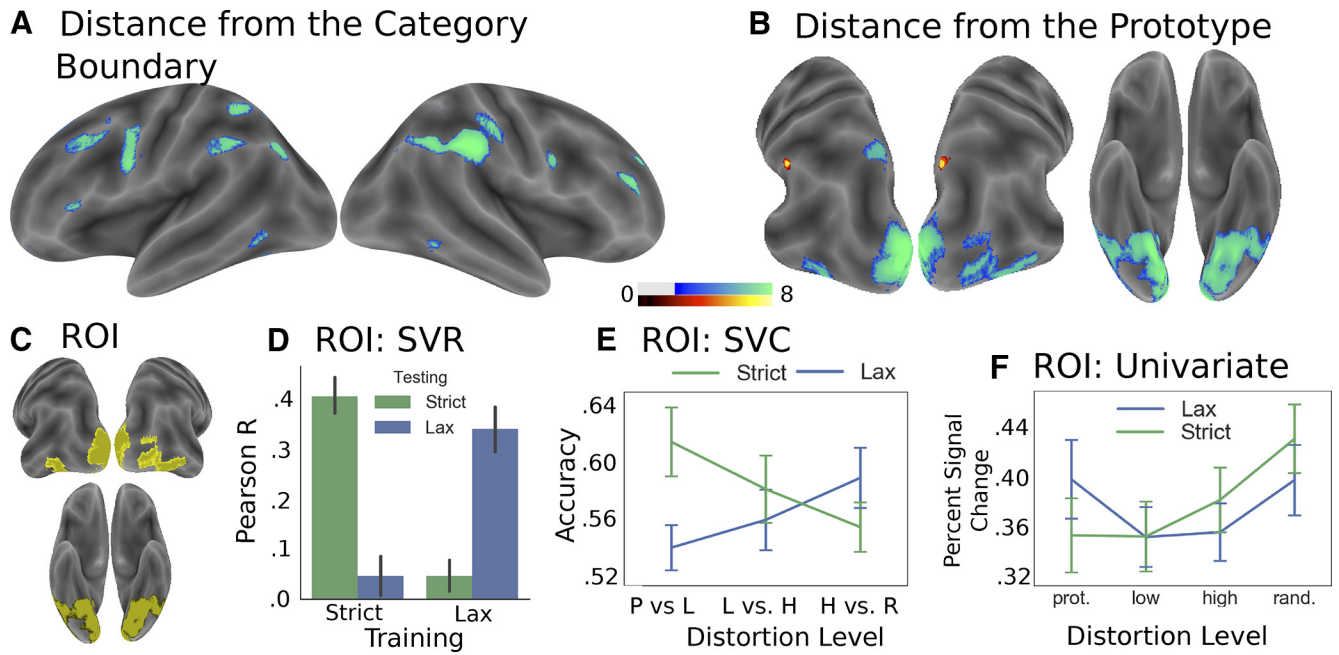 A Distance from the Category
Boundary
B Distance from the Prototype
0 8
C ROI
D ROI: SVR
Testing
Strict
Lax
.4
.3
.2
.1
.0
Pearson R
Strict Lax
Training
E ROI: SVC
Strict Lax
.64
.60
.56
.52
Accuracy
P vs L L vs. H H vs. R
Distortion Level
F ROI: Univariate
Lax
Strict
.44
.40
.36
.32
Percent Signal
Change
prot. low high rand.
Distortion Level